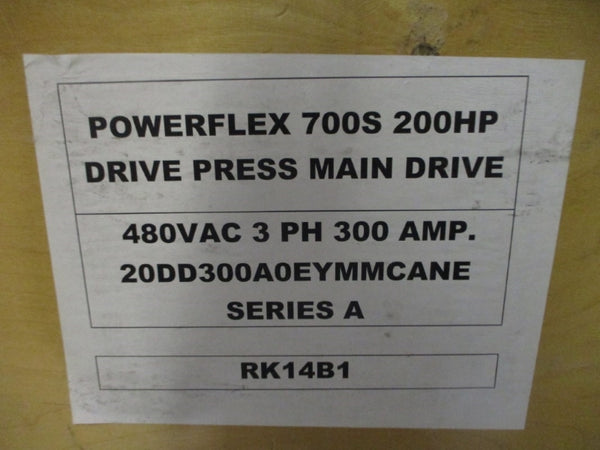 POWERFLEX 700S 200HP
DRIVE PRESS MAIN DRIVE
480VAC 3 PH 300 AMP.
20DD300A0EYMMCANE
SERIES A
RK14B1